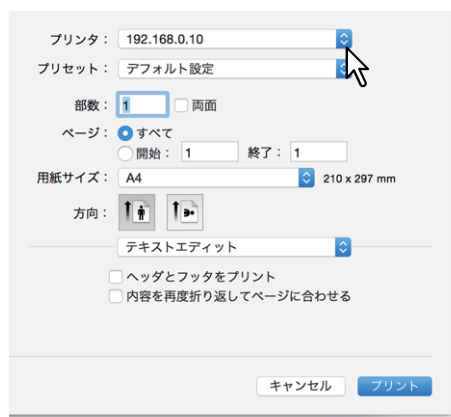 プリンタ： 192.168.0.10
プリセット： デフォルト設定
部数： 1 両面
ページ： すべて
開始： 1 終了： 1
用紙サイズ： A4 210 x 297 mm
方向：
テキストエディット
ヘッダとフッタをプリント
内容を再度折り返してページに合わせる
キャンセル プリント